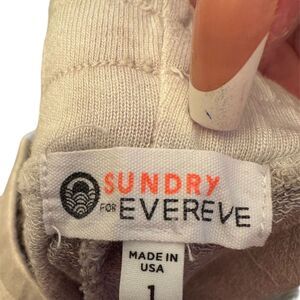 SUNDRY
FOR EVEREVE
MADE IN
USA
1